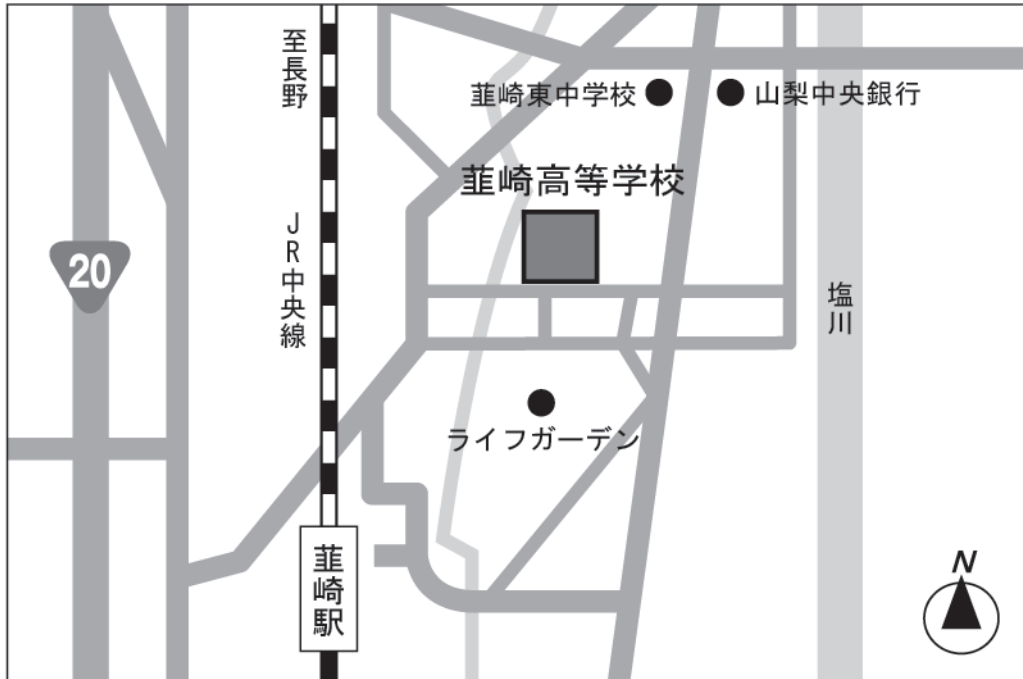 至長野
韮崎東中学校
山梨中央銀行
韮崎高等学校
JR中央線
20
塩川
ライフガーデン
韮崎駅
N